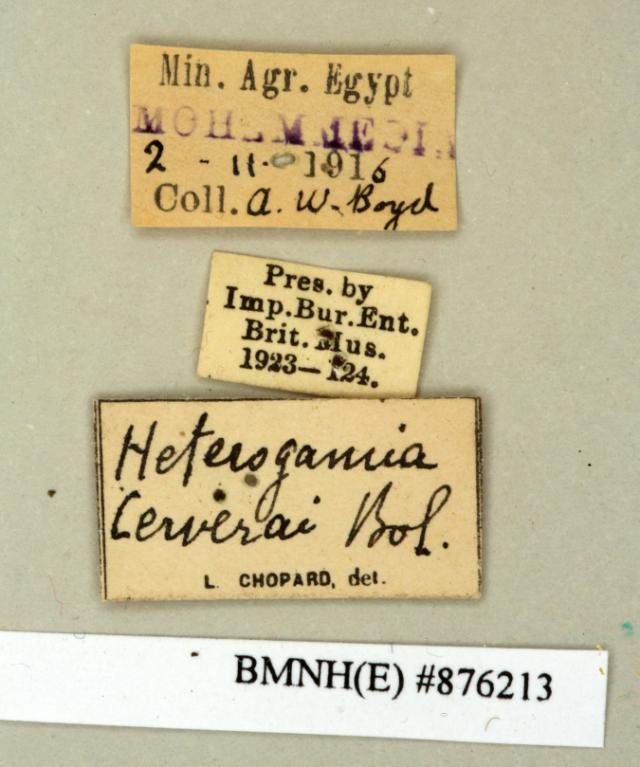 Min. Agr. Egypt
MOHEMMEDIA
2 - 11 - 1916
Coll. A. W. Boyd
Pres. by
Imp.Bur.Ent.
Brit. Mus.
1923—124.
Heterogamia
Cerverai Bol.
L. CHOPARD, det.
BMNH(E) #876213